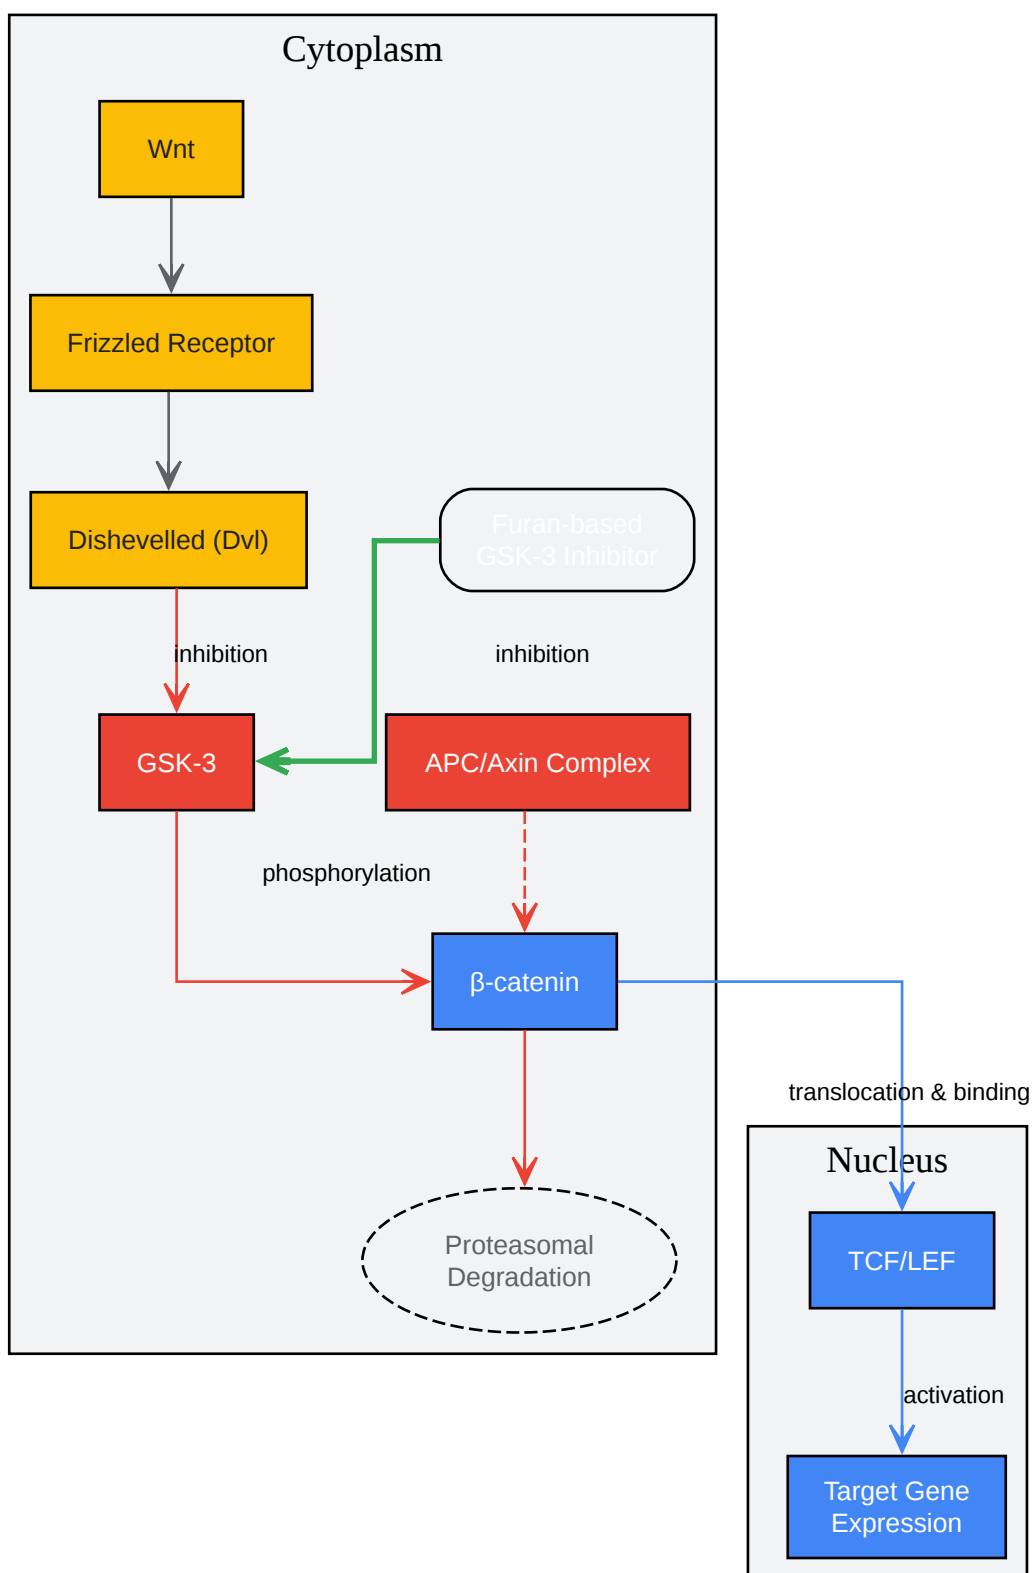 Cytoplasm
Wnt
Frizzled Receptor
Dishevelled (Dvl)
Furan-based
GSK-3 Inhibitor
inhibition
inhibition
GSK-3
APC/Axin Complex
phosphorylation
β-catenin
translocation & binding
Nucleus
Proteasomal
Degradation
TCF/LEF
activation
Target Gene
Expression